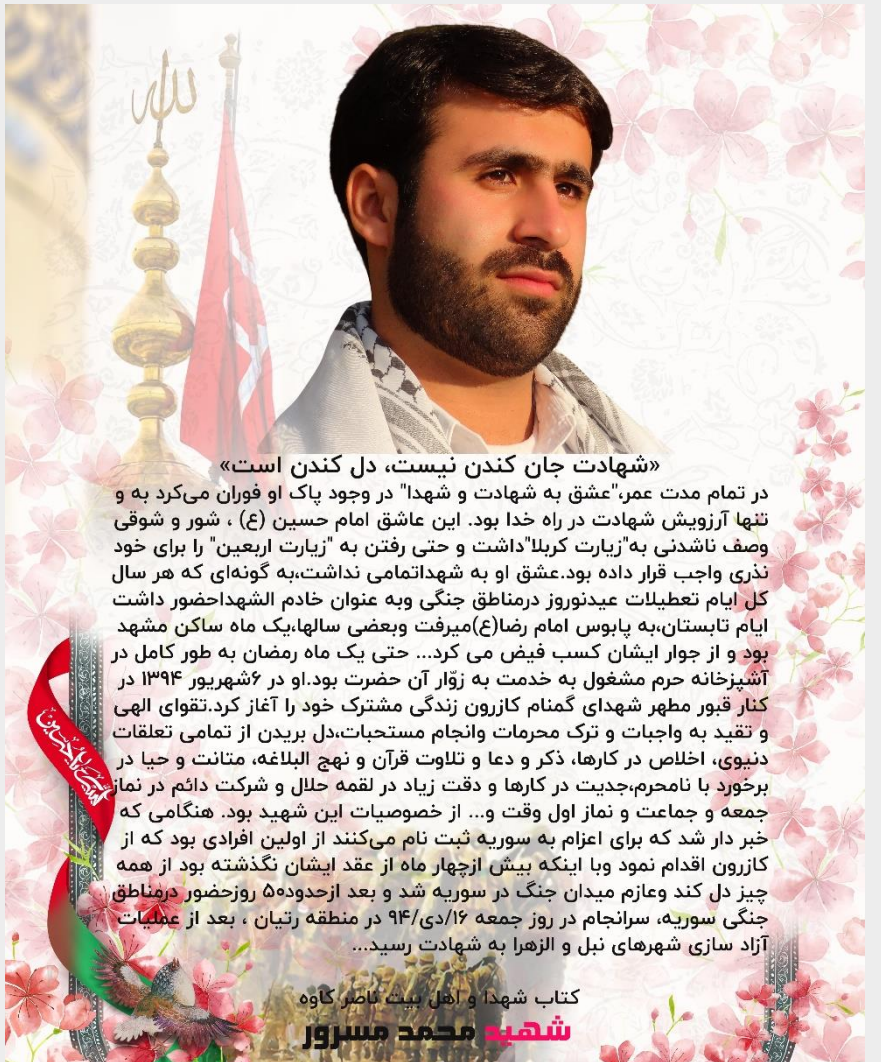 «شهادت جان کندن نیست، دل کندن است»
در تمام مدت عمر،"عشق به شهادت و شهدا" در وجود پاک او فوران می‌کرد به و
تنها آرزویش شهادت در راه خدا بود. این عاشق امام حسین (ع) ، شور و شوقی
وصف ناشدنی به"زیارت کربلا"داشت و حتی رفتن به "زیارت اربعین" را برای خود
نذری واجب قرار داده بود.عشق او به شهداتمامی نداشت،به گونه‌ای که هر سال
کل ایام تعطیلات عیدنوروز درمناطق جنگی وبه عنوان خادم الشهداحضور داشت
ایام تابستان،به پابوس امام رضا(ع)میرفت وبعضی سالها،یک ماه ساکن مشهد
بود و از جوار ایشان کسب فیض می کرد... حتی یک ماه رمضان به طور کامل در
آشپزخانه حرم مشغول به خدمت به زوّار آن حضرت بود.او در ۶شهریور ۱۳۹۴ در
کنار قبور مطهر شهدای گمنام کازرون زندگی مشترک خود را آغاز کرد.تقوای الهی
و تقید به واجبات و ترک محرمات وانجام مستحبات،دل بریدن از تمامی تعلقات
دنیوی، اخلاص در کارها، ذکر و دعا و تلاوت قرآن و نهج البلاغه، متانت و حیا در
برخورد با نامحرم،جدیت در کارها و دقت زیاد در لقمه حلال و شرکت دائم در نماز
جمعه و جماعت و نماز اول وقت و... از خصوصیات این شهید بود. هنگامی که
خبر دار شد که برای اعزام به سوریه ثبت نام می‌کنند از اولین افرادی بود که از
کازرون اقدام نمود وبا اینکه بیش ازچهار ماه از عقد ایشان نگذشته بود از همه
چیز دل کند وعازم میدان جنگ در سوریه شد و بعد ازحدود۵۰ روزحضور درمناطق
جنگی سوریه، سرانجام در روز جمعه ۱۶/دی/۹۴ در منطقه رتیان ، بعد از عملیات
آزاد سازی شهرهای نبل و الزهرا به شهادت رسید...
کتاب شهدا و اهل بیت ناصر کاوه
شهید محمد مسرور